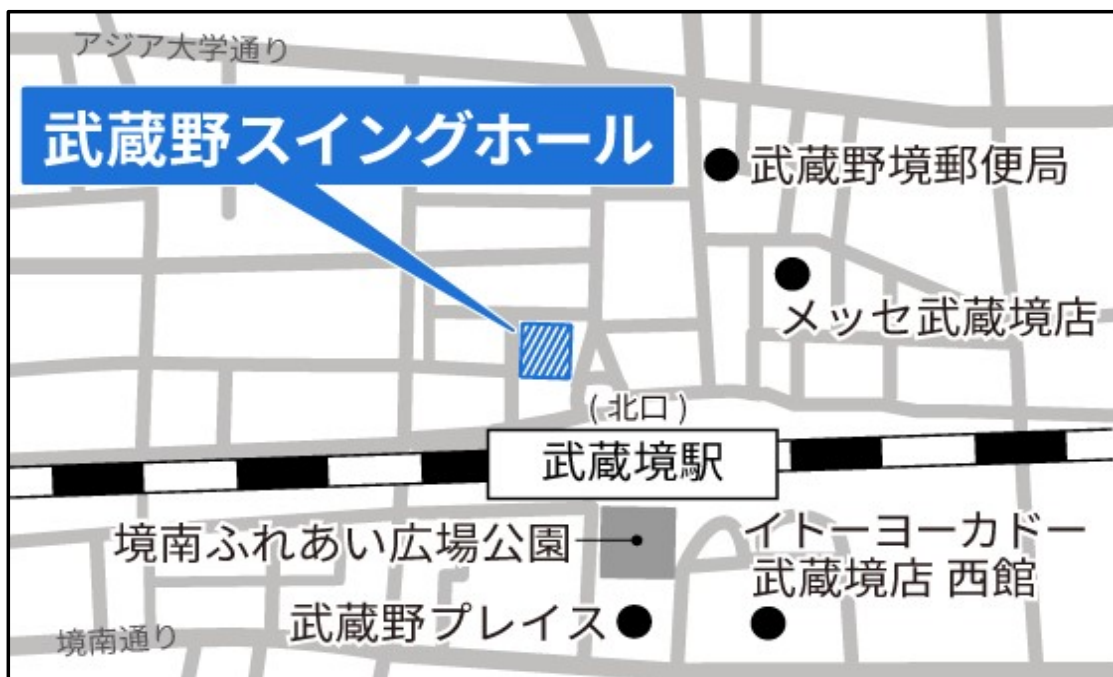 アジア大学通り
武蔵野スイングホール
武蔵野境郵便局
メッセ武蔵境店
(北口)
武蔵境駅
境南ふれあい広場公園
イトーヨーカドー
武蔵境店 西館
武蔵野プレイス
境南通り